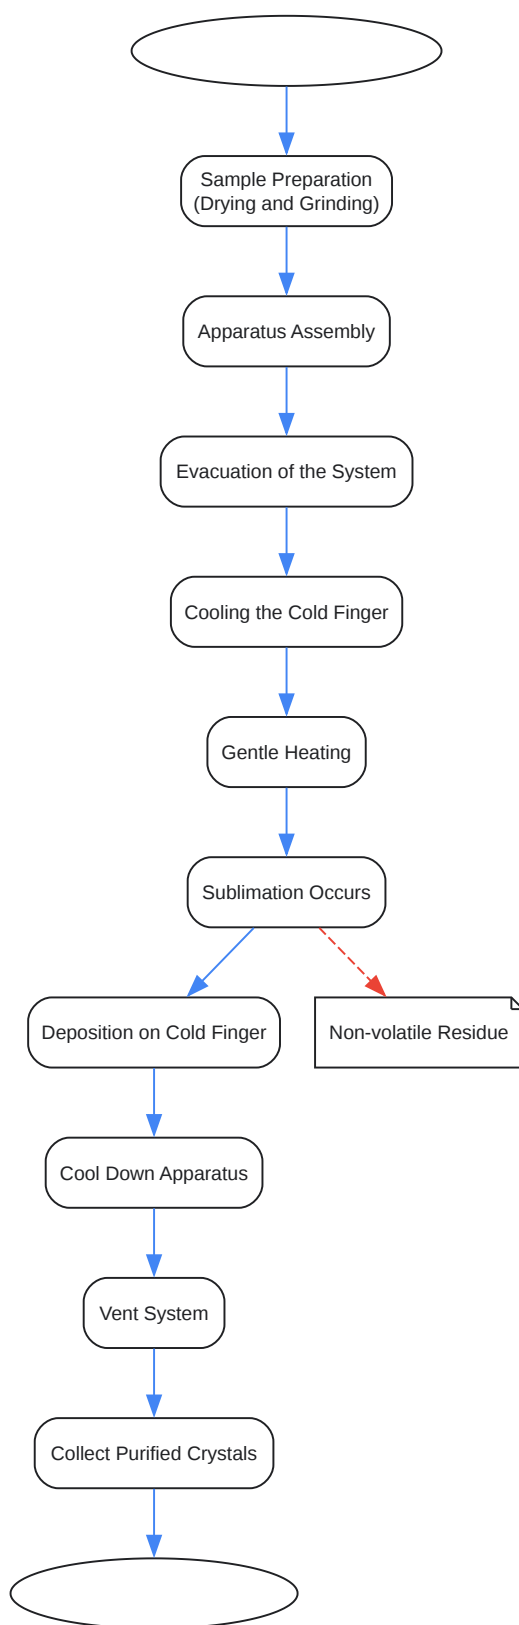 Sample Preparation
(Drying and Grinding)
Apparatus Assembly
Evacuation of the System
Cooling the Cold Finger
Gentle Heating
Sublimation Occurs
Deposition on Cold Finger
Non-volatile Residue
Cool Down Apparatus
Vent System
Collect Purified Crystals